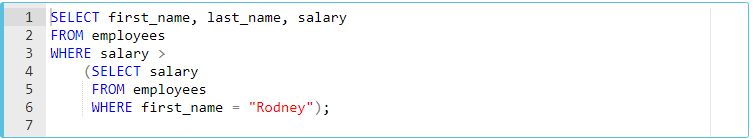 1 SELECT first_name, last_name, salary
2 FROM employees
3 WHERE salary >
4     (SELECT salary
5      FROM employees
6      WHERE first_name = "Rodney");
7